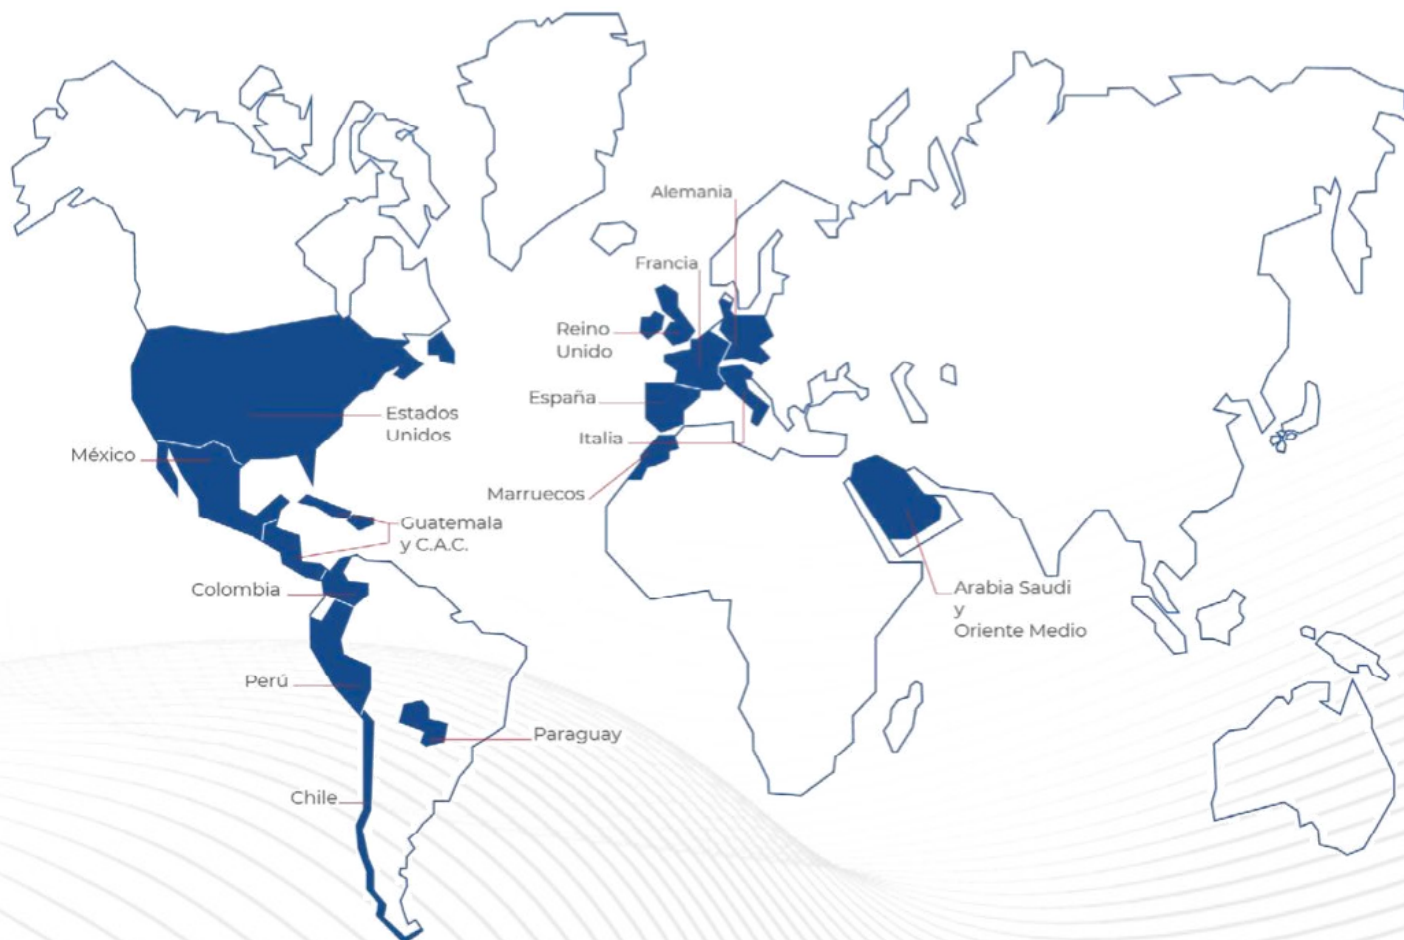 Alemania
Francia
Reino
Unido
España
Italia
Marruecos
Estados
Unidos
México
Guatemala
y C.A.C.
Colombia
Perú
Paraguay
Chile
Arabia Saudi
y
Oriente Medio